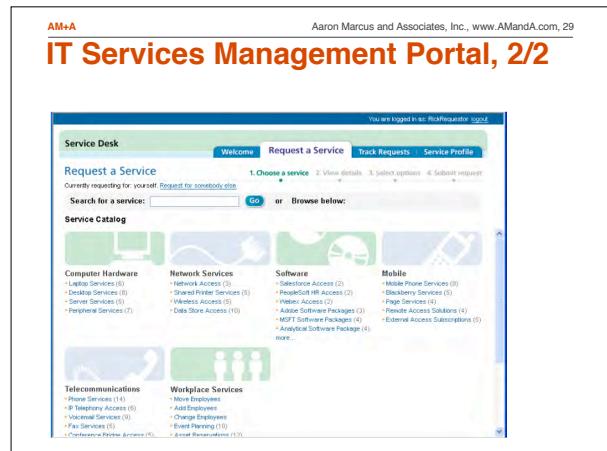 AM+A
Aaron Marcus and Associates, Inc., www.AMandA.com, 29
IT Services Management Portal, 2/2
You are logged in as: RickRequestor logout
Service Desk
Welcome
Request a Service
Track Requests
Service Profile
Request a Service
1. Choose a service 2. View details 3. Select options 4. Submit request
Currently requesting for: yourself. Request for somebody else
Search for a service:
Go
or Browse below:
Service Catalog
Computer Hardware
Laptop Services (6)
Desktop Services (8)
Server Services (5)
Peripheral Services (7)
Network Services
Network Access (3)
Shared Printer Services (5)
Wireless Access (5)
Data Store Access (10)
Software
Salesforce Access (2)
PeopleSoft HR Access (2)
Webex Access (2)
Adobe Software Packages (3)
MSFT Software Packages (4)
Analytical Software Package (4)
more...
Mobile
Mobile Phone Services (8)
Blackberry Services (5)
Page Services (4)
Remote Access Solutions (4)
External Access Subscriptions (5)
Telecommunications
Phone Services (14)
IP Telephony Access (6)
Voicemail Services (9)
Fax Services (6)
Conference Bridge Access (5)
Workplace Services
Move Employees
Add Employees
Change Employees
Event Planning (10)
Asset Reservations (12)